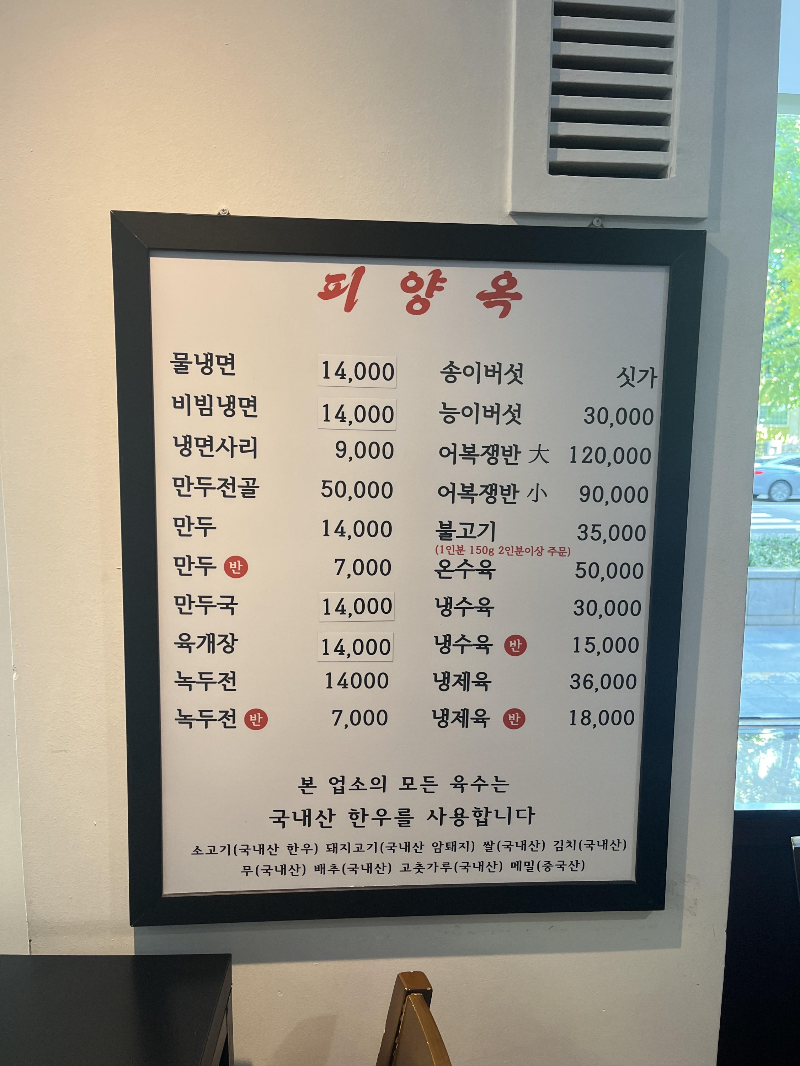 피양옥
물냉면 14,000 송이버섯 싯가
비빔냉면 14,000 능이버섯 30,000
냉면사리 9,000 어복쟁반 大 120,000
만두전골 50,000 어복쟁반 小 90,000
만두 14,000 불고기 35,000
(1인분 150g 2인분이상 주문)
만두 반 7,000 온수육 50,000
만두국 14,000 냉수육 30,000
육개장 14,000 냉수육 반 15,000
녹두전 14000 냉제육 36,000
녹두전 반 7,000 냉제육 반 18,000
본 업소의 모든 육수는
국내산 한우를 사용합니다
소고기(국내산 한우) 돼지고기(국내산 암퇘지) 쌀(국내산) 김치(국내산)
무(국내산) 배추(국내산) 고춧가루(국내산) 메밀(중국산)